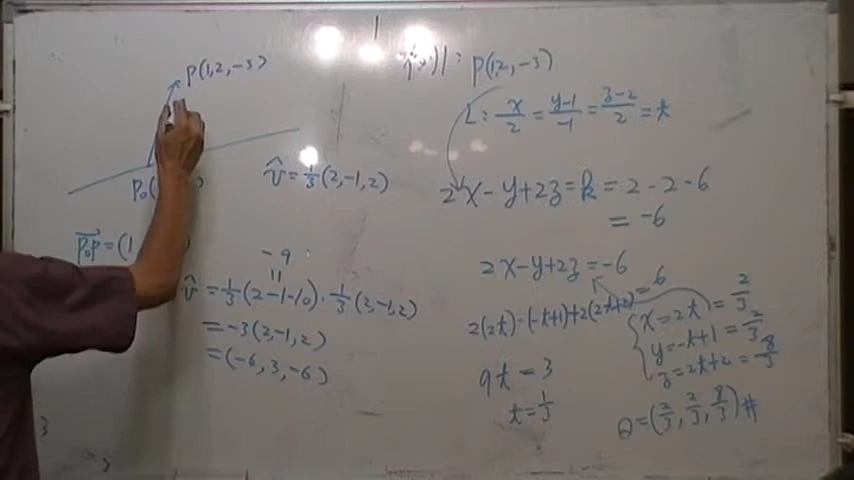 P(1,2,-3)
P₀(
v̂ = 1/3(2,-1,2)
P₀P = (1
-9
11
v̂ = 1/3(2-1-10)·1/3(2,-1,2)
= -3(2,-1,2)
= (-6,3,-6)
3
P(1,2,-3)
L: x/2 = (y-1)/-1 = (z-2)/2 = t
2x-y+2z = k = 2-2-6
= -6
2x-y+2z = -6
2(2t)-(-t+1)+2(2t+2) = 6
9t = 3
t = 1/3
x = 2t = 2/3
y = -t+1 = 2/3
z = 2t+2 = 8/3
Q = (2/3, 2/3, 8/3) #